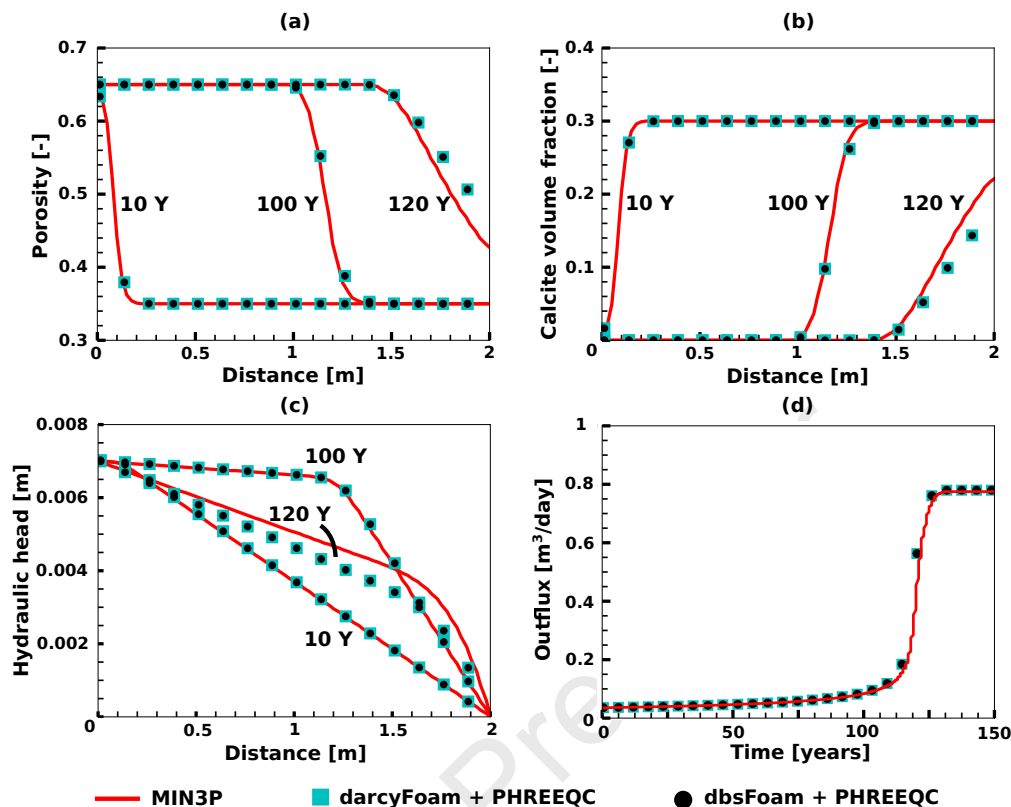 (a)
0.7
0.6
0.5
0.4
0.3
Porosity [-]
10 Y
100 Y
120 Y
0
0.5
1
1.5
2
Distance [m]
(b)
0.4
0.3
0.2
0.1
0
Calcite volume fraction [-]
10 Y
100 Y
120 Y
0.5
1
1.5
2
Distance [m]
(c)
0.008
0.006
0.004
0.002
Hydraulic head [m]
100 Y
120 Y
10 Y
0
0.5
1
1.5
2
Distance [m]
(d)
1
0.8
0.6
0.4
0.2
0
Outflux [m³/day]
0
50
75
100
125
150
Time [years]
Pre
MIN3P
darcyFoam + PHREEQC
dbsFoam + PHREEQC